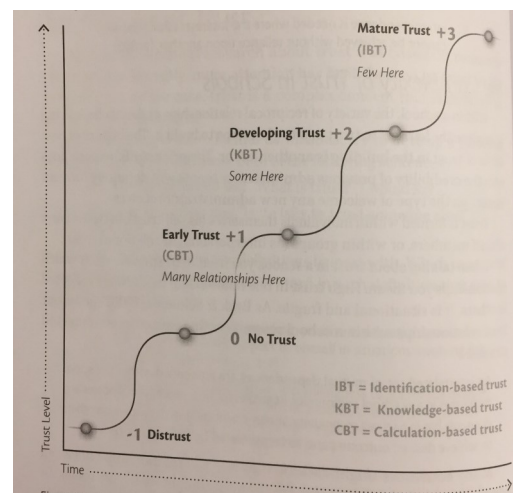 Mature Trust +3
(IBT)
Few Here
Developing Trust +2
(KBT)
Some Here
Early Trust +1
(CBT)
Many Relationships Here
0 No Trust
IBT = Identification-based trust
KBT = Knowledge-based trust
CBT = Calculation-based trust
-1 Distrust
Trust Level
Time